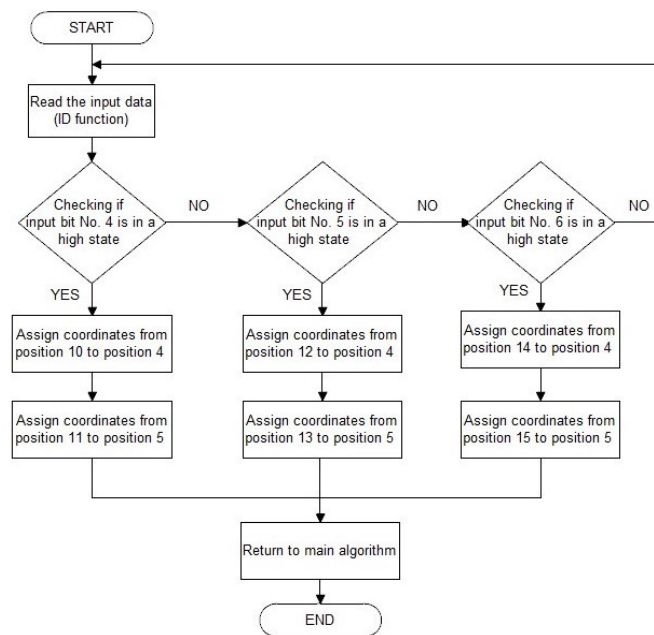 START
Read the input data
(ID function)
Checking if
input bit No. 4 is in a
high state
NO
Checking if
input bit No. 5 is in a
high state
NO
Checking if
input bit No. 6 is in a
high state
NO
YES
YES
YES
Assign coordinates from
position 10 to position 4
Assign coordinates from
position 12 to position 4
Assign coordinates from
position 14 to position 4
Assign coordinates from
position 11 to position 5
Assign coordinates from
position 13 to position 5
Assign coordinates from
position 15 to position 5
Return to main algorithm
END